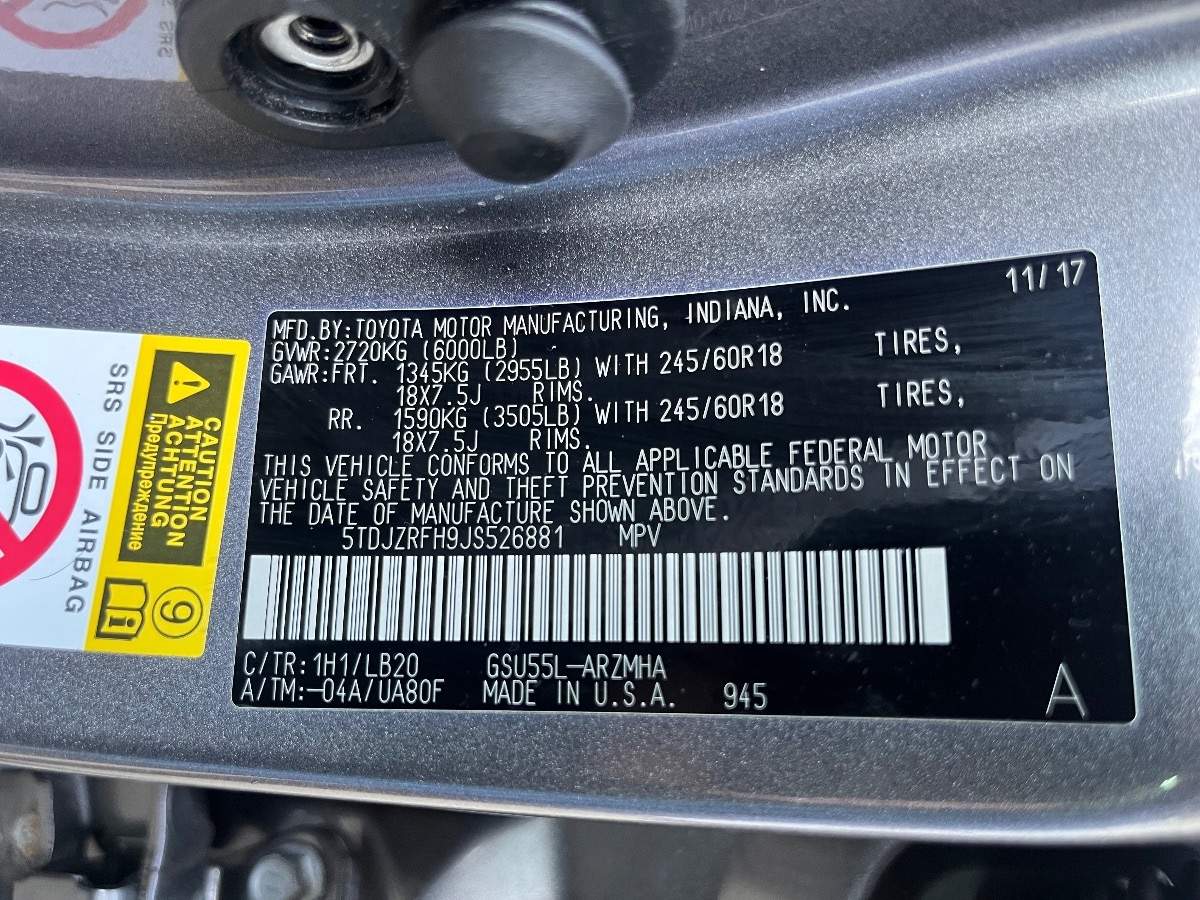 11/17
MFD.BY:TOYOTA MOTOR MANUFACTURING, INDIANA, INC.
GVWR:2720KG (6000LB)
GAWR:FRT. 1345KG (2955LB) WITH 245/60R18 TIRES,
18X7.5J RIMS.
RR. 1590KG (3505LB) WITH 245/60R18 TIRES,
18X7.5J RIMS.
THIS VEHICLE CONFORMS TO ALL APPLICABLE FEDERAL MOTOR
VEHICLE SAFETY AND THEFT PREVENTION STANDARDS IN EFFECT ON
THE DATE OF MANUFACTURE SHOWN ABOVE.
5TDJZRFH9JS526881 MPV
C/TR:1H1/LB20 GSU55L-ARZMHA
A/TM:-04A/UA80F MADE IN U.S.A. 945
A
CAUTION
ATTENTION
ACHTUNG
Предупреждение
9
SRS SIDE AIRBAG
SRS